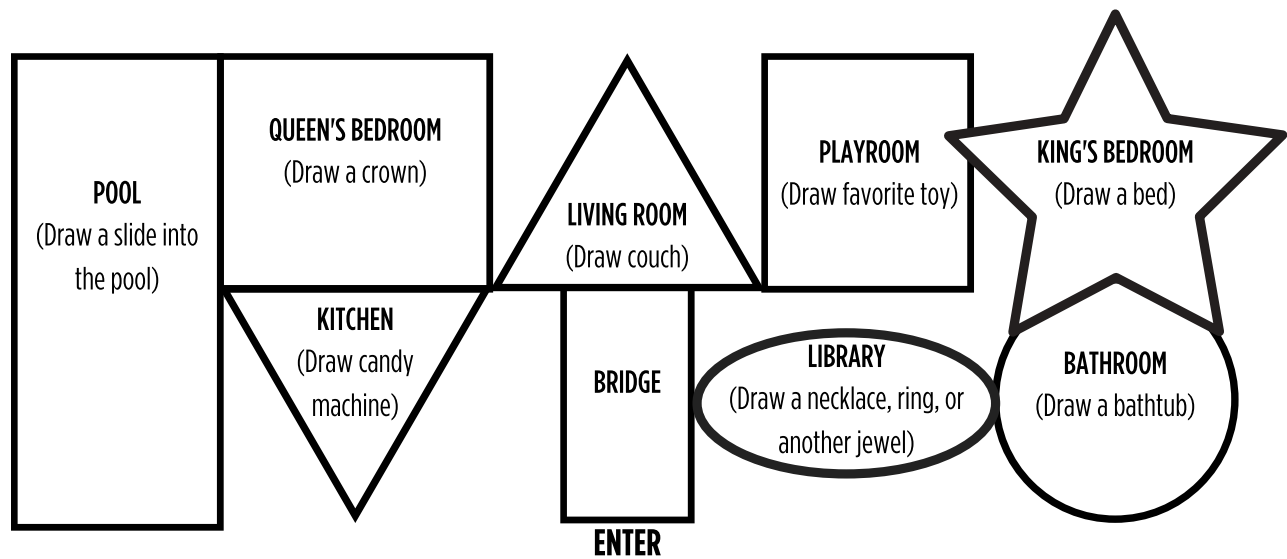 POOL
(Draw a slide into
the pool)
QUEEN'S BEDROOM
(Draw a crown)
KITCHEN
(Draw candy
machine)
LIVING ROOM
(Draw couch)
BRIDGE
ENTER
PLAYROOM
(Draw favorite toy)
LIBRARY
(Draw a necklace, ring, or
another jewel)
KING'S BEDROOM
(Draw a bed)
BATHROOM
(Draw a bathtub)